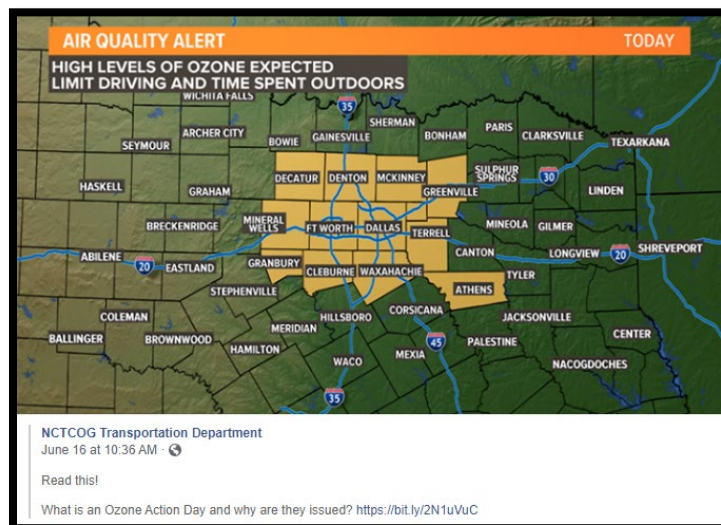 AIR QUALITY ALERT
TODAY
HIGH LEVELS OF OZONE EXPECTED
LIMIT DRIVING AND TIME SPENT OUTDOORS
WICHITA FALLS
35
SHERMAN
PARIS
SEYMOUR
ARCHER CITY
BOWIE
GAINESVILLE
BONHAM
CLARKSVILLE
TEXARKANA
HASKELL
GRAHAM
DECATUR
DENTON
MCKINNEY
GREENVILLE
SULPHUR
SPRINGS
30
LINDEN
BRECKENRIDGE
MINERAL
WELLS
FT WORTH
DALLAS
TERRELL
MINEOLA
GILMER
ABILENE
20
EASTLAND
GRANBURY
CLEBURNE
WAXAHACHIE
CANTON
LONGVIEW
20
SHREVEPORT
STEPHENVILLE
ATHENS
TYLER
COLEMAN
HILLSBORO
CORSICANA
JACKSONVILLE
BALLINGER
BROWNWOOD
HAMILTON
MERIDIAN
WACO
MEXIA
45
PALESTINE
CENTER
NACOGDOCHES
35
NCTCOG Transportation Department
June 16 at 10:36 AM ·
Read this!
What is an Ozone Action Day and why are they issued? https://bit.ly/2N1uVuC